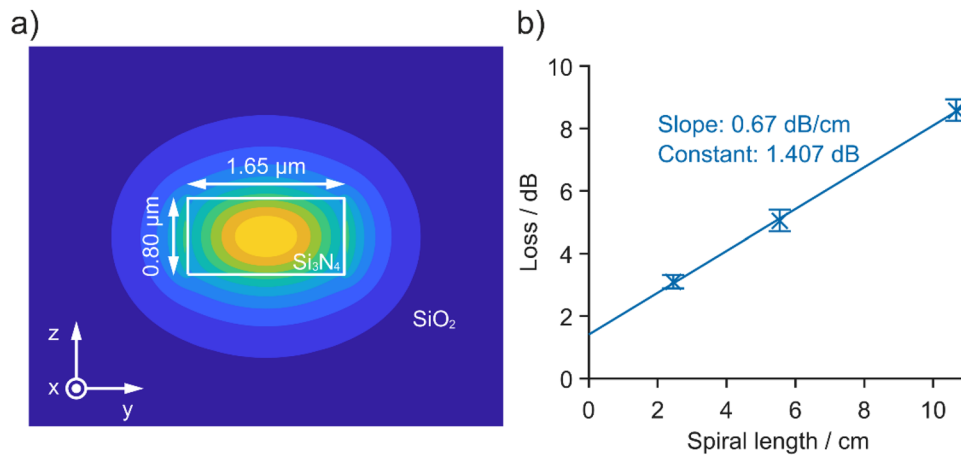 a)
1.65 µm
0.80 µm
Si₃N₄
SiO₂
z
x
y
b)
10
8
6
4
2
0
Loss / dB
Slope: 0.67 dB/cm
Constant: 1.407 dB
0 2 4 6 8 10
Spiral length / cm